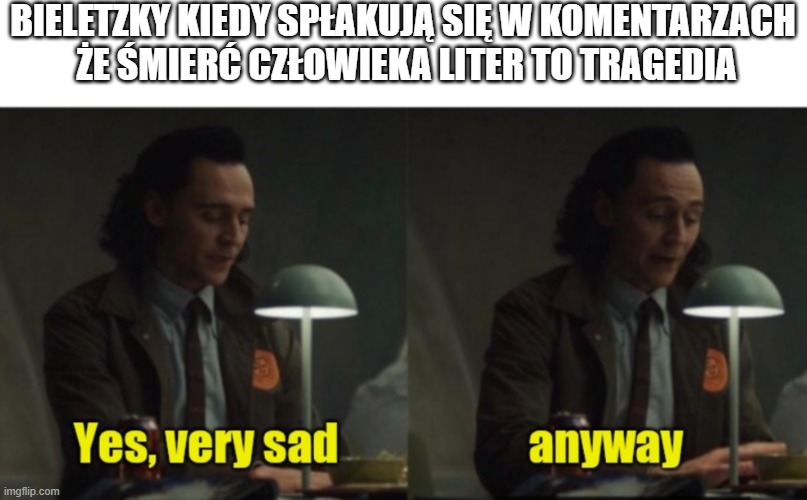 BIELETZKY KIEDY SPŁAKUJĄ SIĘ W KOMENTARZACH
ŻE ŚMIERĆ CZŁOWIEKA LITER TO TRAGEDIA
Yes, very sad
anyway
imgflip.com